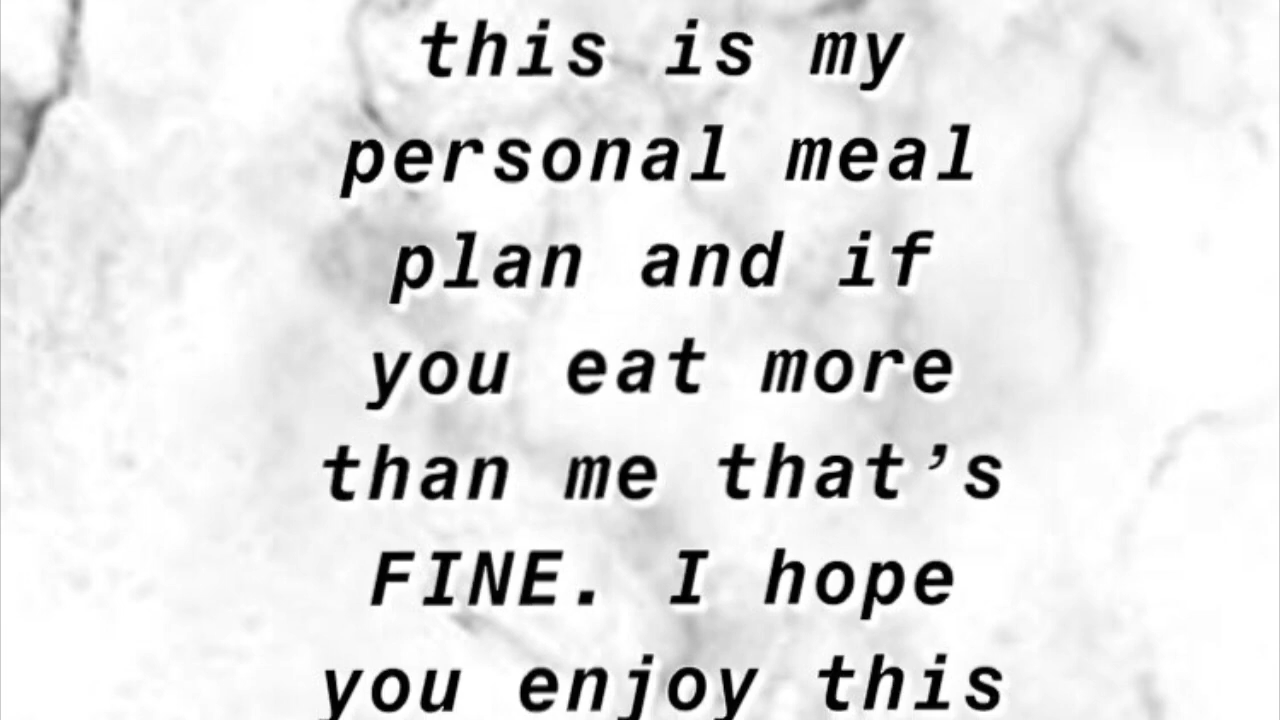 this is my
personal meal
plan and if
you eat more
than me that’s
FINE. I hope
you enjoy this